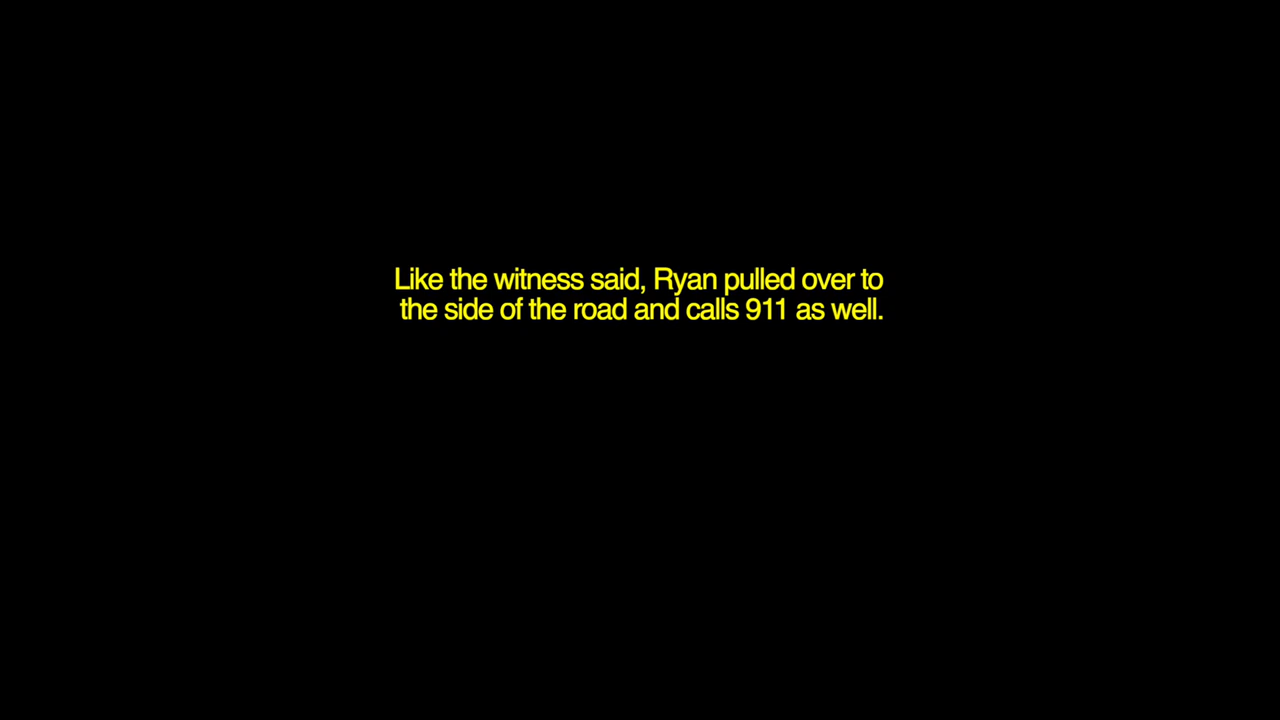 Like the witness said, Ryan pulled over to
the side of the road and calls 911 as well.